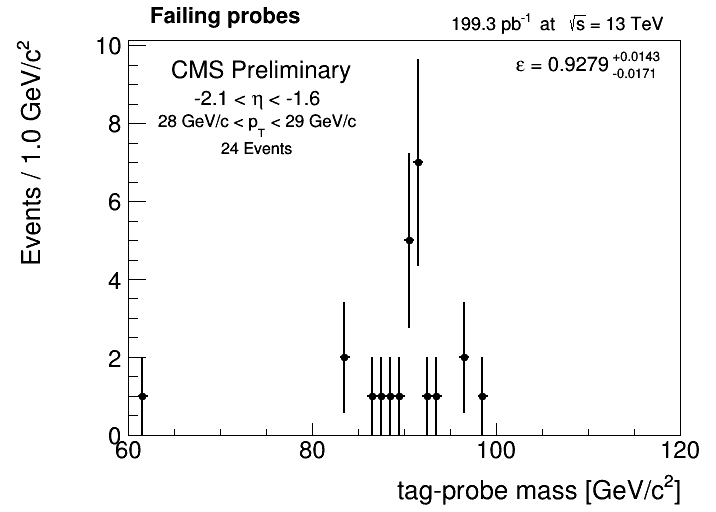 Failing probes
199.3 pb⁻¹ at √s = 13 TeV
CMS Preliminary
ε = 0.9279 +0.0143 -0.0171
-2.1 < η < -1.6
28 GeV/c < p_T < 29 GeV/c
24 Events
Events / 1.0 GeV/c²
10
8
6
4
2
0
60 80 100 120
tag-probe mass [GeV/c²]